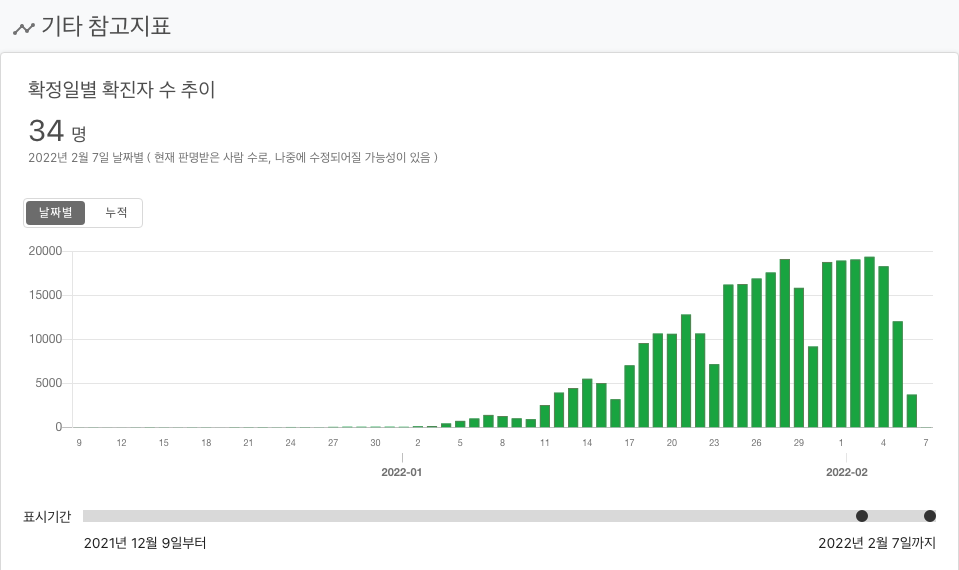 기타 참고지표
확정일별 확진자 수 추이
34 명
2022년 2월 7일 날짜별 ( 현재 판명받은 사람 수로, 나중에 수정되어질 가능성이 있음 )
날짜별 누적
20000
15000
10000
5000
0
9 12 15 18 21 24 27 30 2 5 8 11 14 17 20 23 26 29 1 4 7
2022-01 2022-02
표시기간
2021년 12월 9일부터 2022년 2월 7일까지